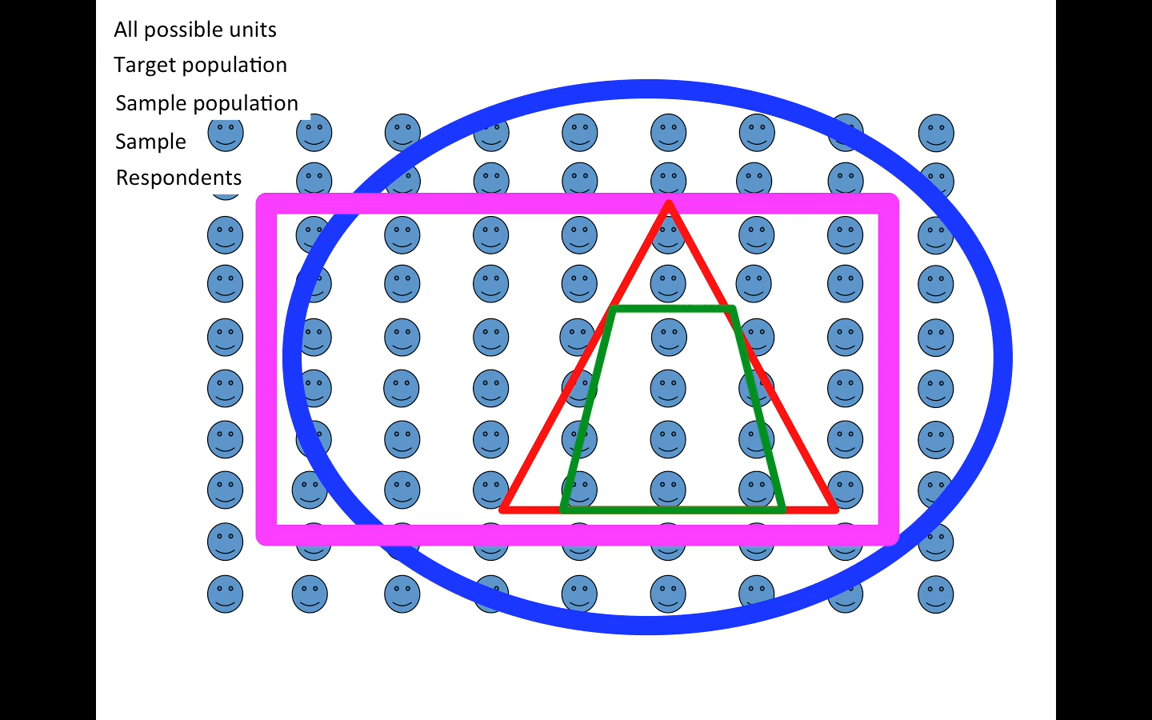 All possible units
Target population
Sample population
Sample
Respondents